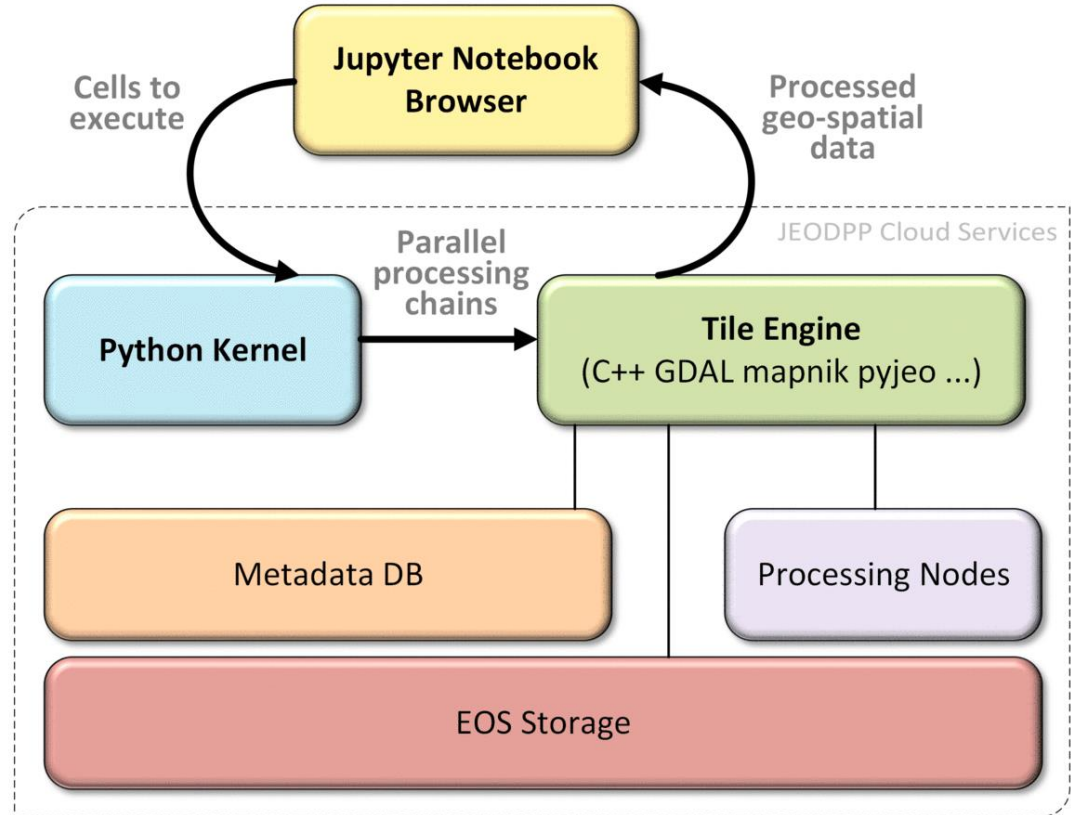 Jupyter Notebook
Browser
Cells to
execute
Processed
geo-spatial
data
JEODPP Cloud Services
Parallel
processing
chains
Python Kernel
Tile Engine
(C++ GDAL mapnik pyjeo ...)
Metadata DB
Processing Nodes
EOS Storage